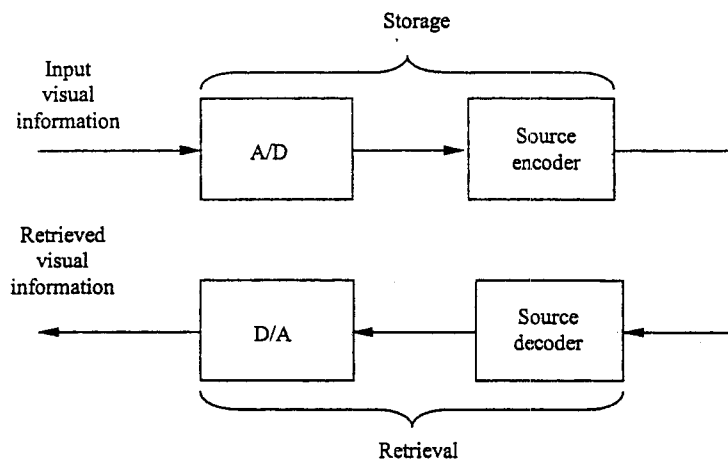 Storage
Input
visual
information
A/D
Source
encoder
Retrieved
visual
information
D/A
Source
decoder
Retrieval